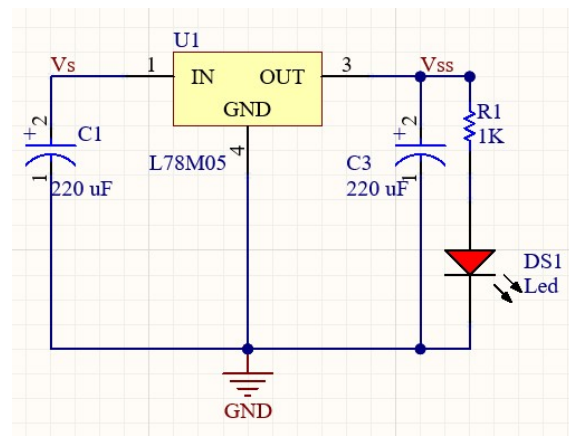 U1
Vs
1
IN
OUT
3
Vss
GND
2
+
C1
1
220 uF
4
L78M05
2
+
C3
1
220 uF
R1
1K
DS1
Led
GND